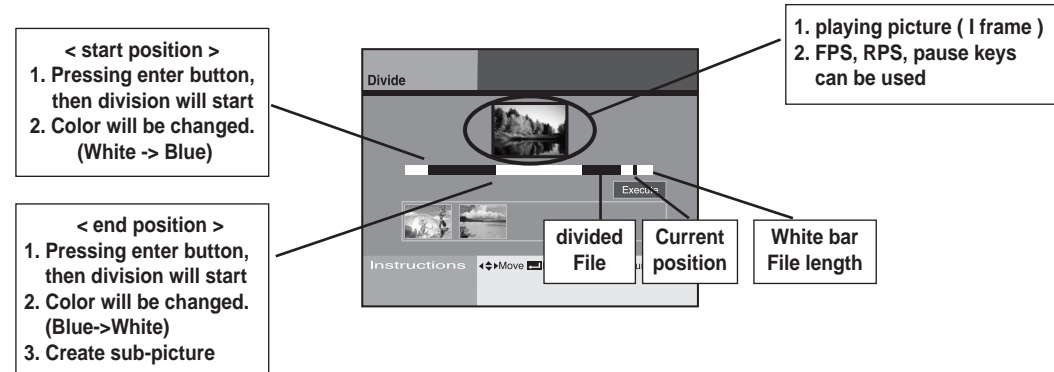 < start position >
1. Pressing enter button,
then division will start
2. Color will be changed.
(White -> Blue)
< end position >
1. Pressing enter button,
then division will start
2. Color will be changed.
(Blue->White)
3. Create sub-picture
Divide
Execute
Instructions
Move
1. playing picture ( I frame )
2. FPS, RPS, pause keys
can be used
divided
File
Current
position
White bar
File length